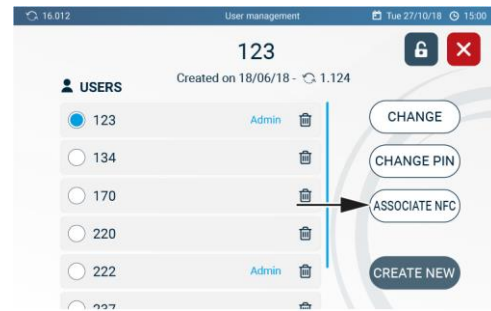 16.012 User management Tue 27/10/18 15:00
123
Created on 18/06/18 - 1.124
USERS
123 Admin
134
170
220
222 Admin
237
CHANGE
CHANGE PIN
ASSOCIATE NFC
CREATE NEW